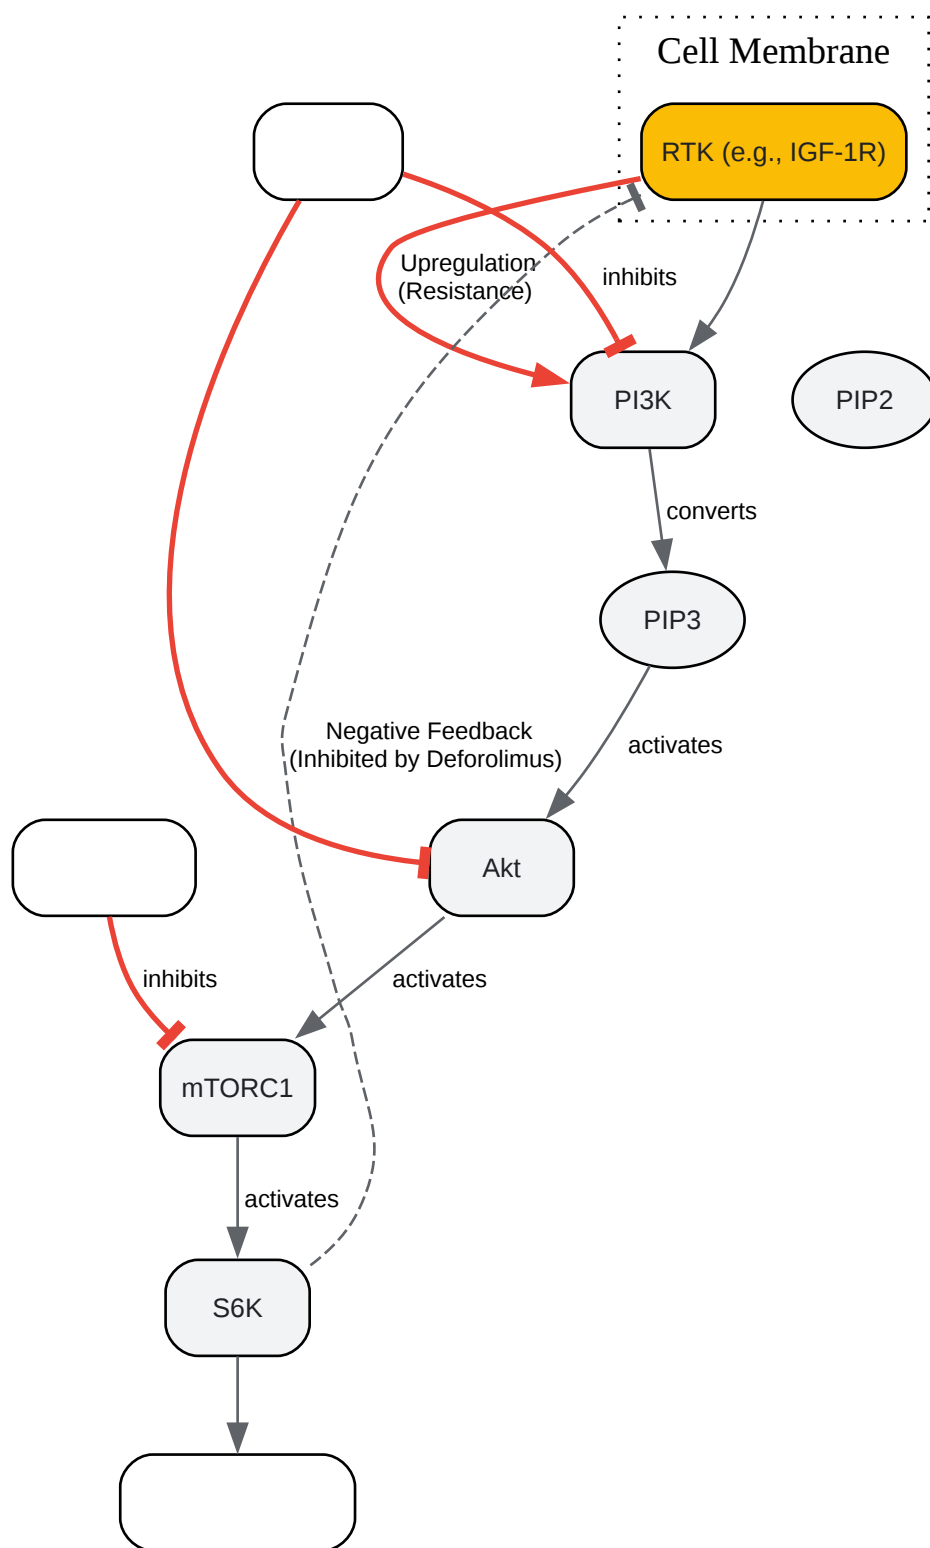 Cell Membrane
RTK (e.g., IGF-1R)
Upregulation
(Resistance)
inhibits
PI3K
PIP2
converts
PIP3
Negative Feedback
(Inhibited by Deforolimus)
activates
Akt
inhibits
activates
mTORC1
activates
S6K